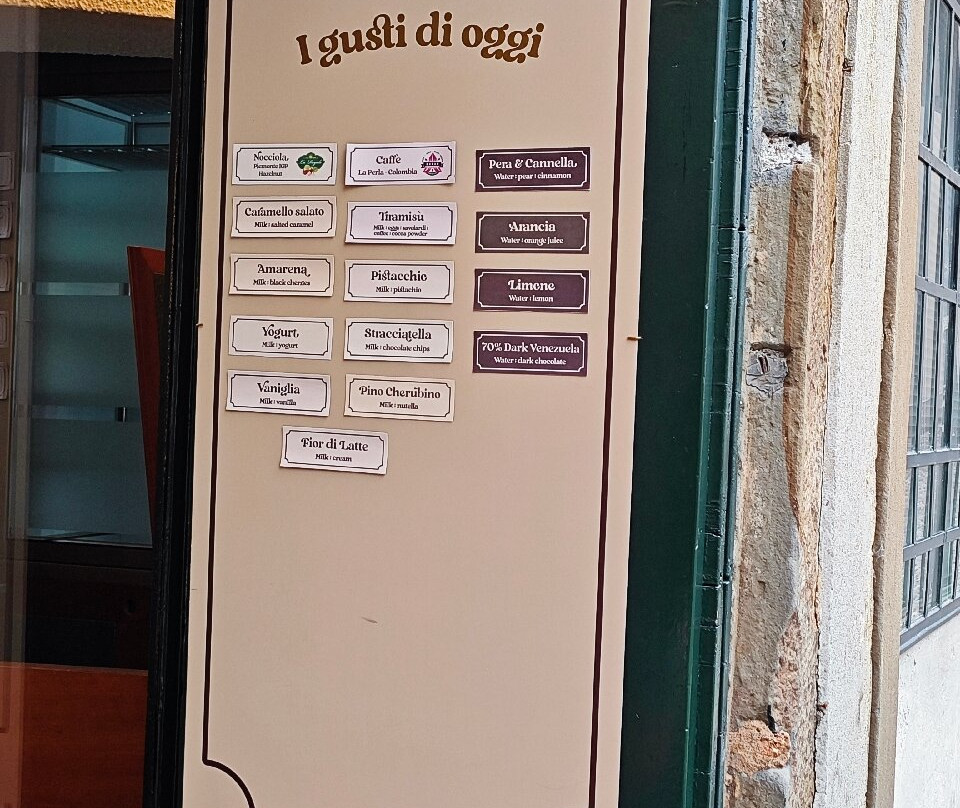 I gusti di oggi
Nocciola
Piemonte IGP
Hazelnut
Caffe
La Perla - Colombia
Pera & Cannella
Water : pear : cinnamon
Caramello salato
Milk : salted caramel
Tiramisù
Milk : eggs : savoiardi :
coffee : cocoa powder
Arancia
Water : orange juice
Amarena
Milk : black cherries
Pistacchio
Milk : pistachio
Limone
Water : lemon
Yogurt
Milk : yogurt
Stracciatella
Milk : chocolate chips
70% Dark Venezuela
Water : dark chocolate
Vaniglia
Milk : vanilla
Pino Cherubino
Milk : nutella
Fior di Latte
Milk : cream